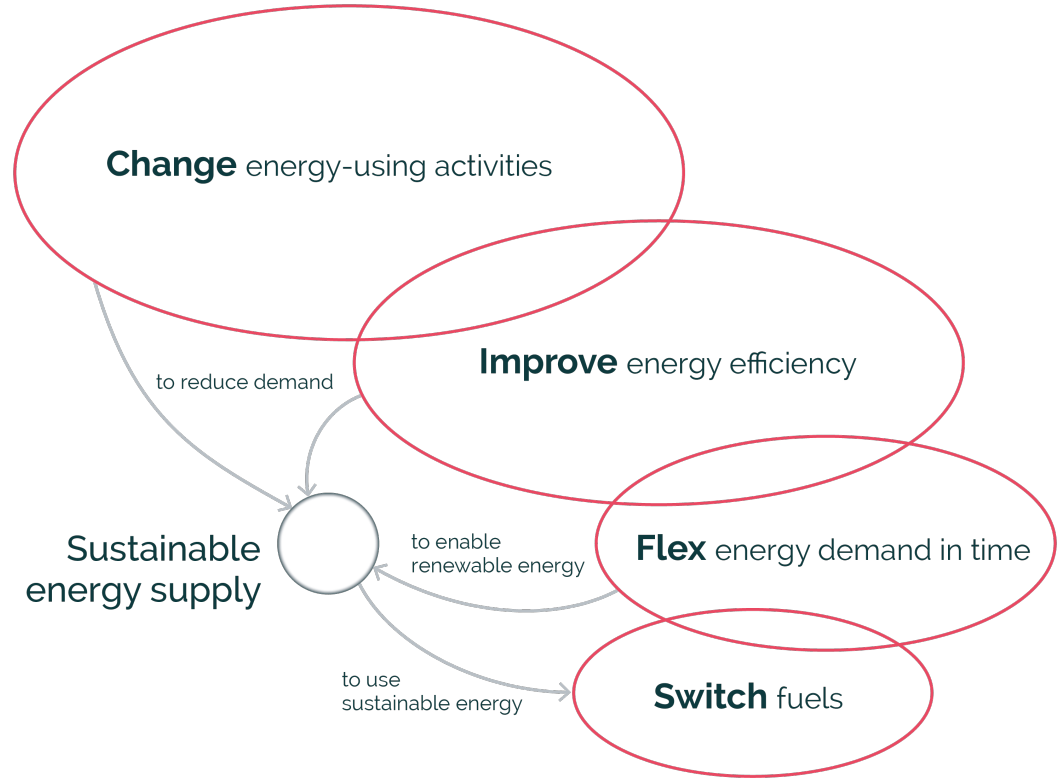 Change energy-using activities
Improve energy efficiency
to reduce demand
Sustainable
energy supply
to enable
renewable energy
Flex energy demand in time
to use
sustainable energy
Switch fuels